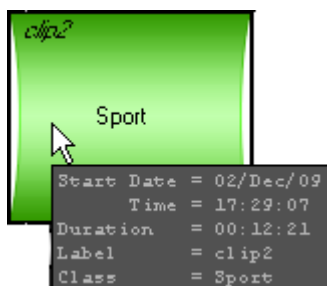 clip2
Sport
Start Date = 02/Dec/09
Time = 17:29:07
Duration = 00:12:21
Label = clip2
Class = Sport